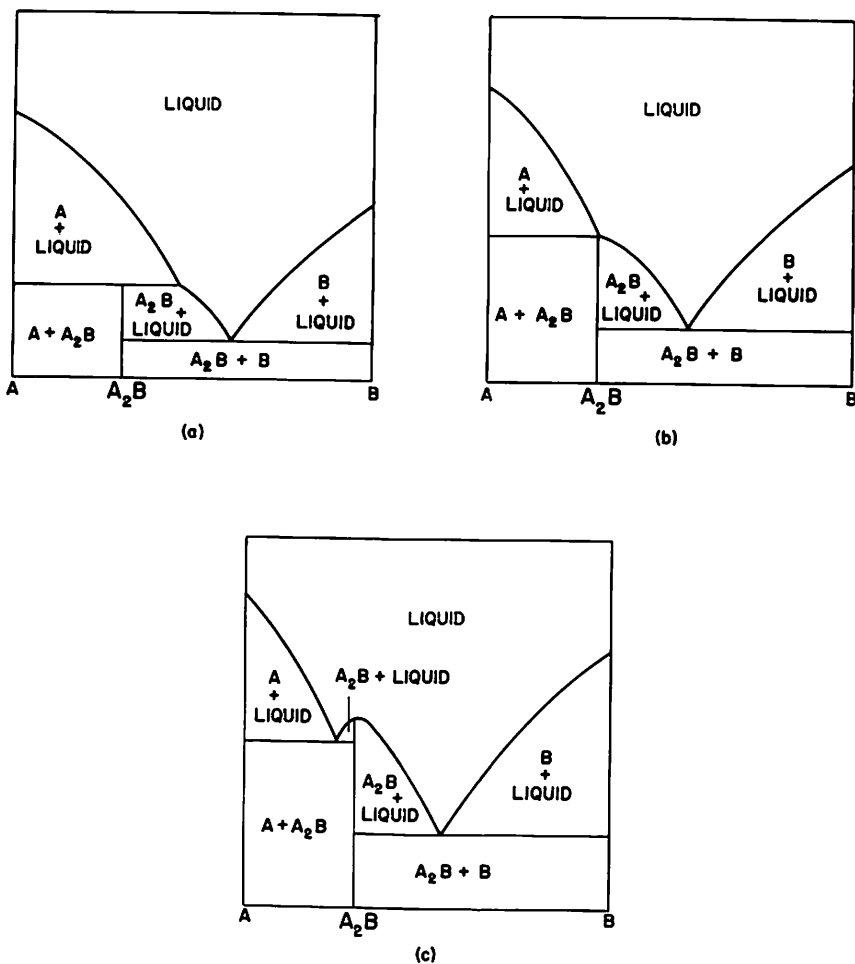 LIQUID
A
+
LIQUID
A₂B
+
LIQUID
B
+
LIQUID
A + A₂B
A₂B + B
A
A₂B
B
(a)
LIQUID
A
+
LIQUID
A₂B
+
LIQUID
B
+
LIQUID
A + A₂B
A₂B + B
A
A₂B
B
(b)
LIQUID
A₂B + LIQUID
A
+
LIQUID
A₂B
+
LIQUID
B
+
LIQUID
A + A₂B
A₂B + B
A
A₂B
B
(c)